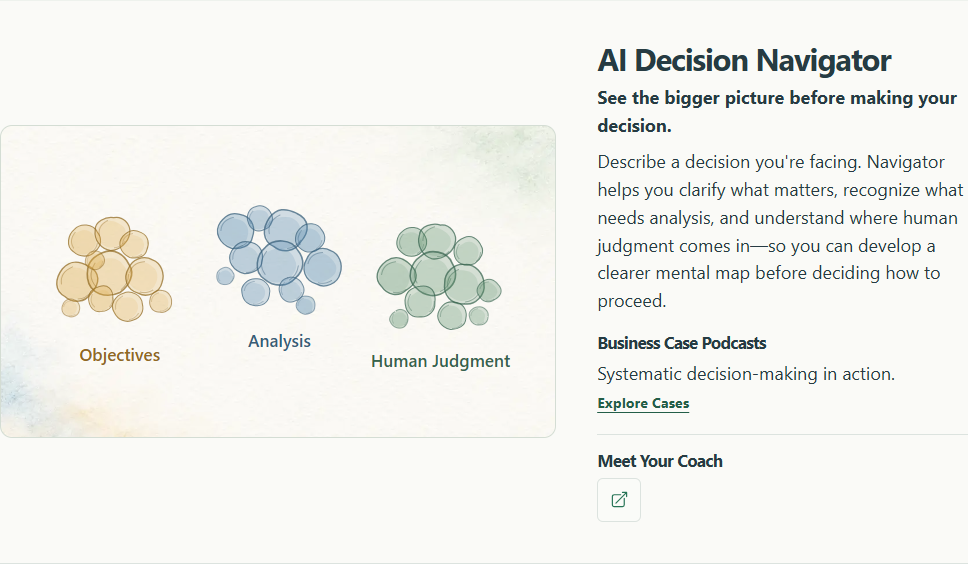 AI Decision Navigator
See the bigger picture before making your
decision.
Describe a decision you're facing. Navigator
helps you clarify what matters, recognize what
needs analysis, and understand where human
judgment comes in—so you can develop a
clearer mental map before deciding how to
proceed.
Business Case Podcasts
Systematic decision-making in action.
Explore Cases
Meet Your Coach
Objectives
Analysis
Human Judgment